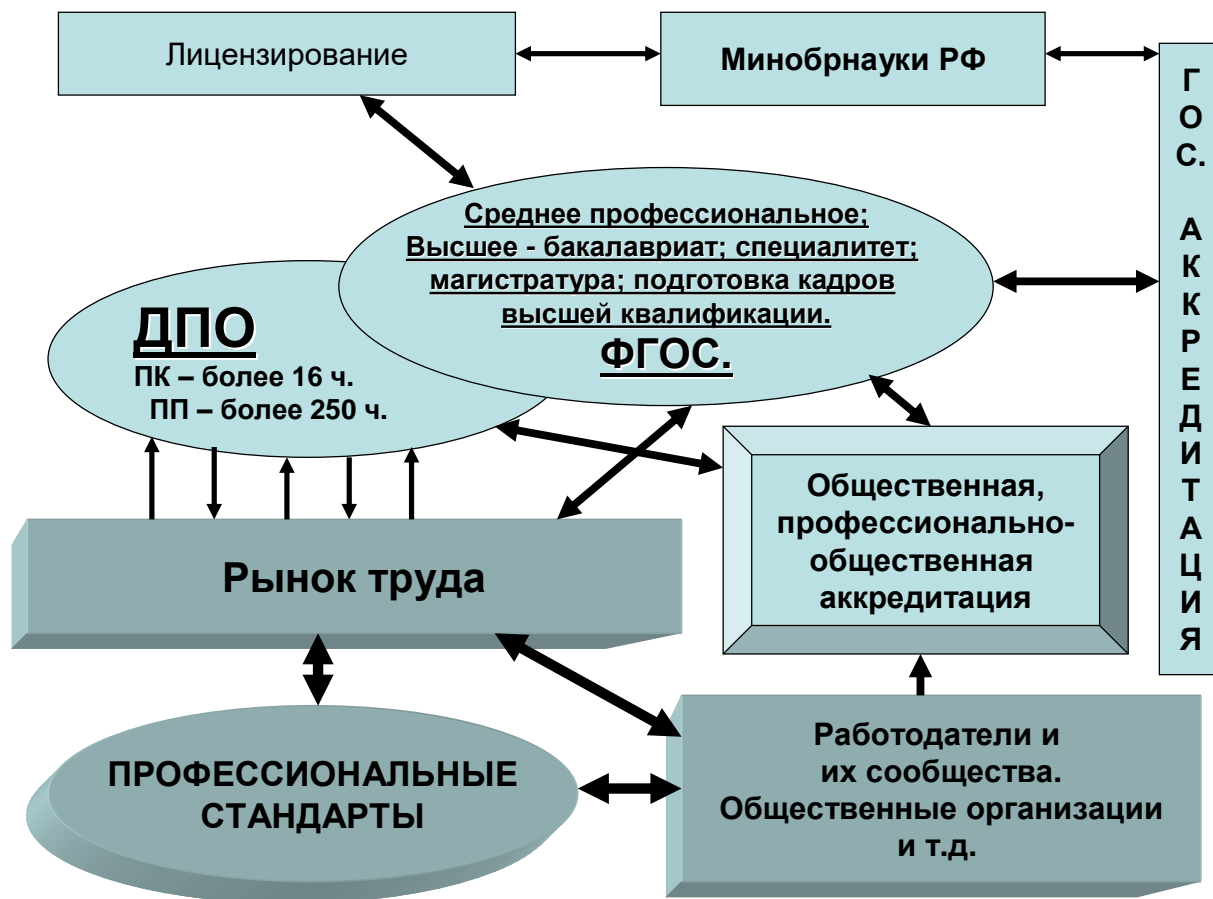 Лицензирование
Минобрнауки РФ
ГОС. АККРЕДИТАЦИЯ
Среднее профессиональное;
Высшее - бакалавриат; специалитет;
магистратура; подготовка кадров
высшей квалификации.
ФГОС.
ДПО
ПК – более 16 ч.
ПП – более 250 ч.
Общественная,
профессионально-
общественная
аккредитация
Рынок труда
ПРОФЕССИОНАЛЬНЫЕ
СТАНДАРТЫ
Работодатели и
их сообщества.
Общественные организации
и т.д.